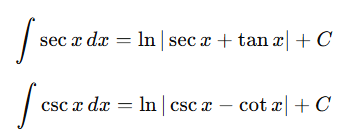 ∫ sec x dx = ln | sec x + tan x| + C
∫ csc x dx = ln | csc x − cot x| + C